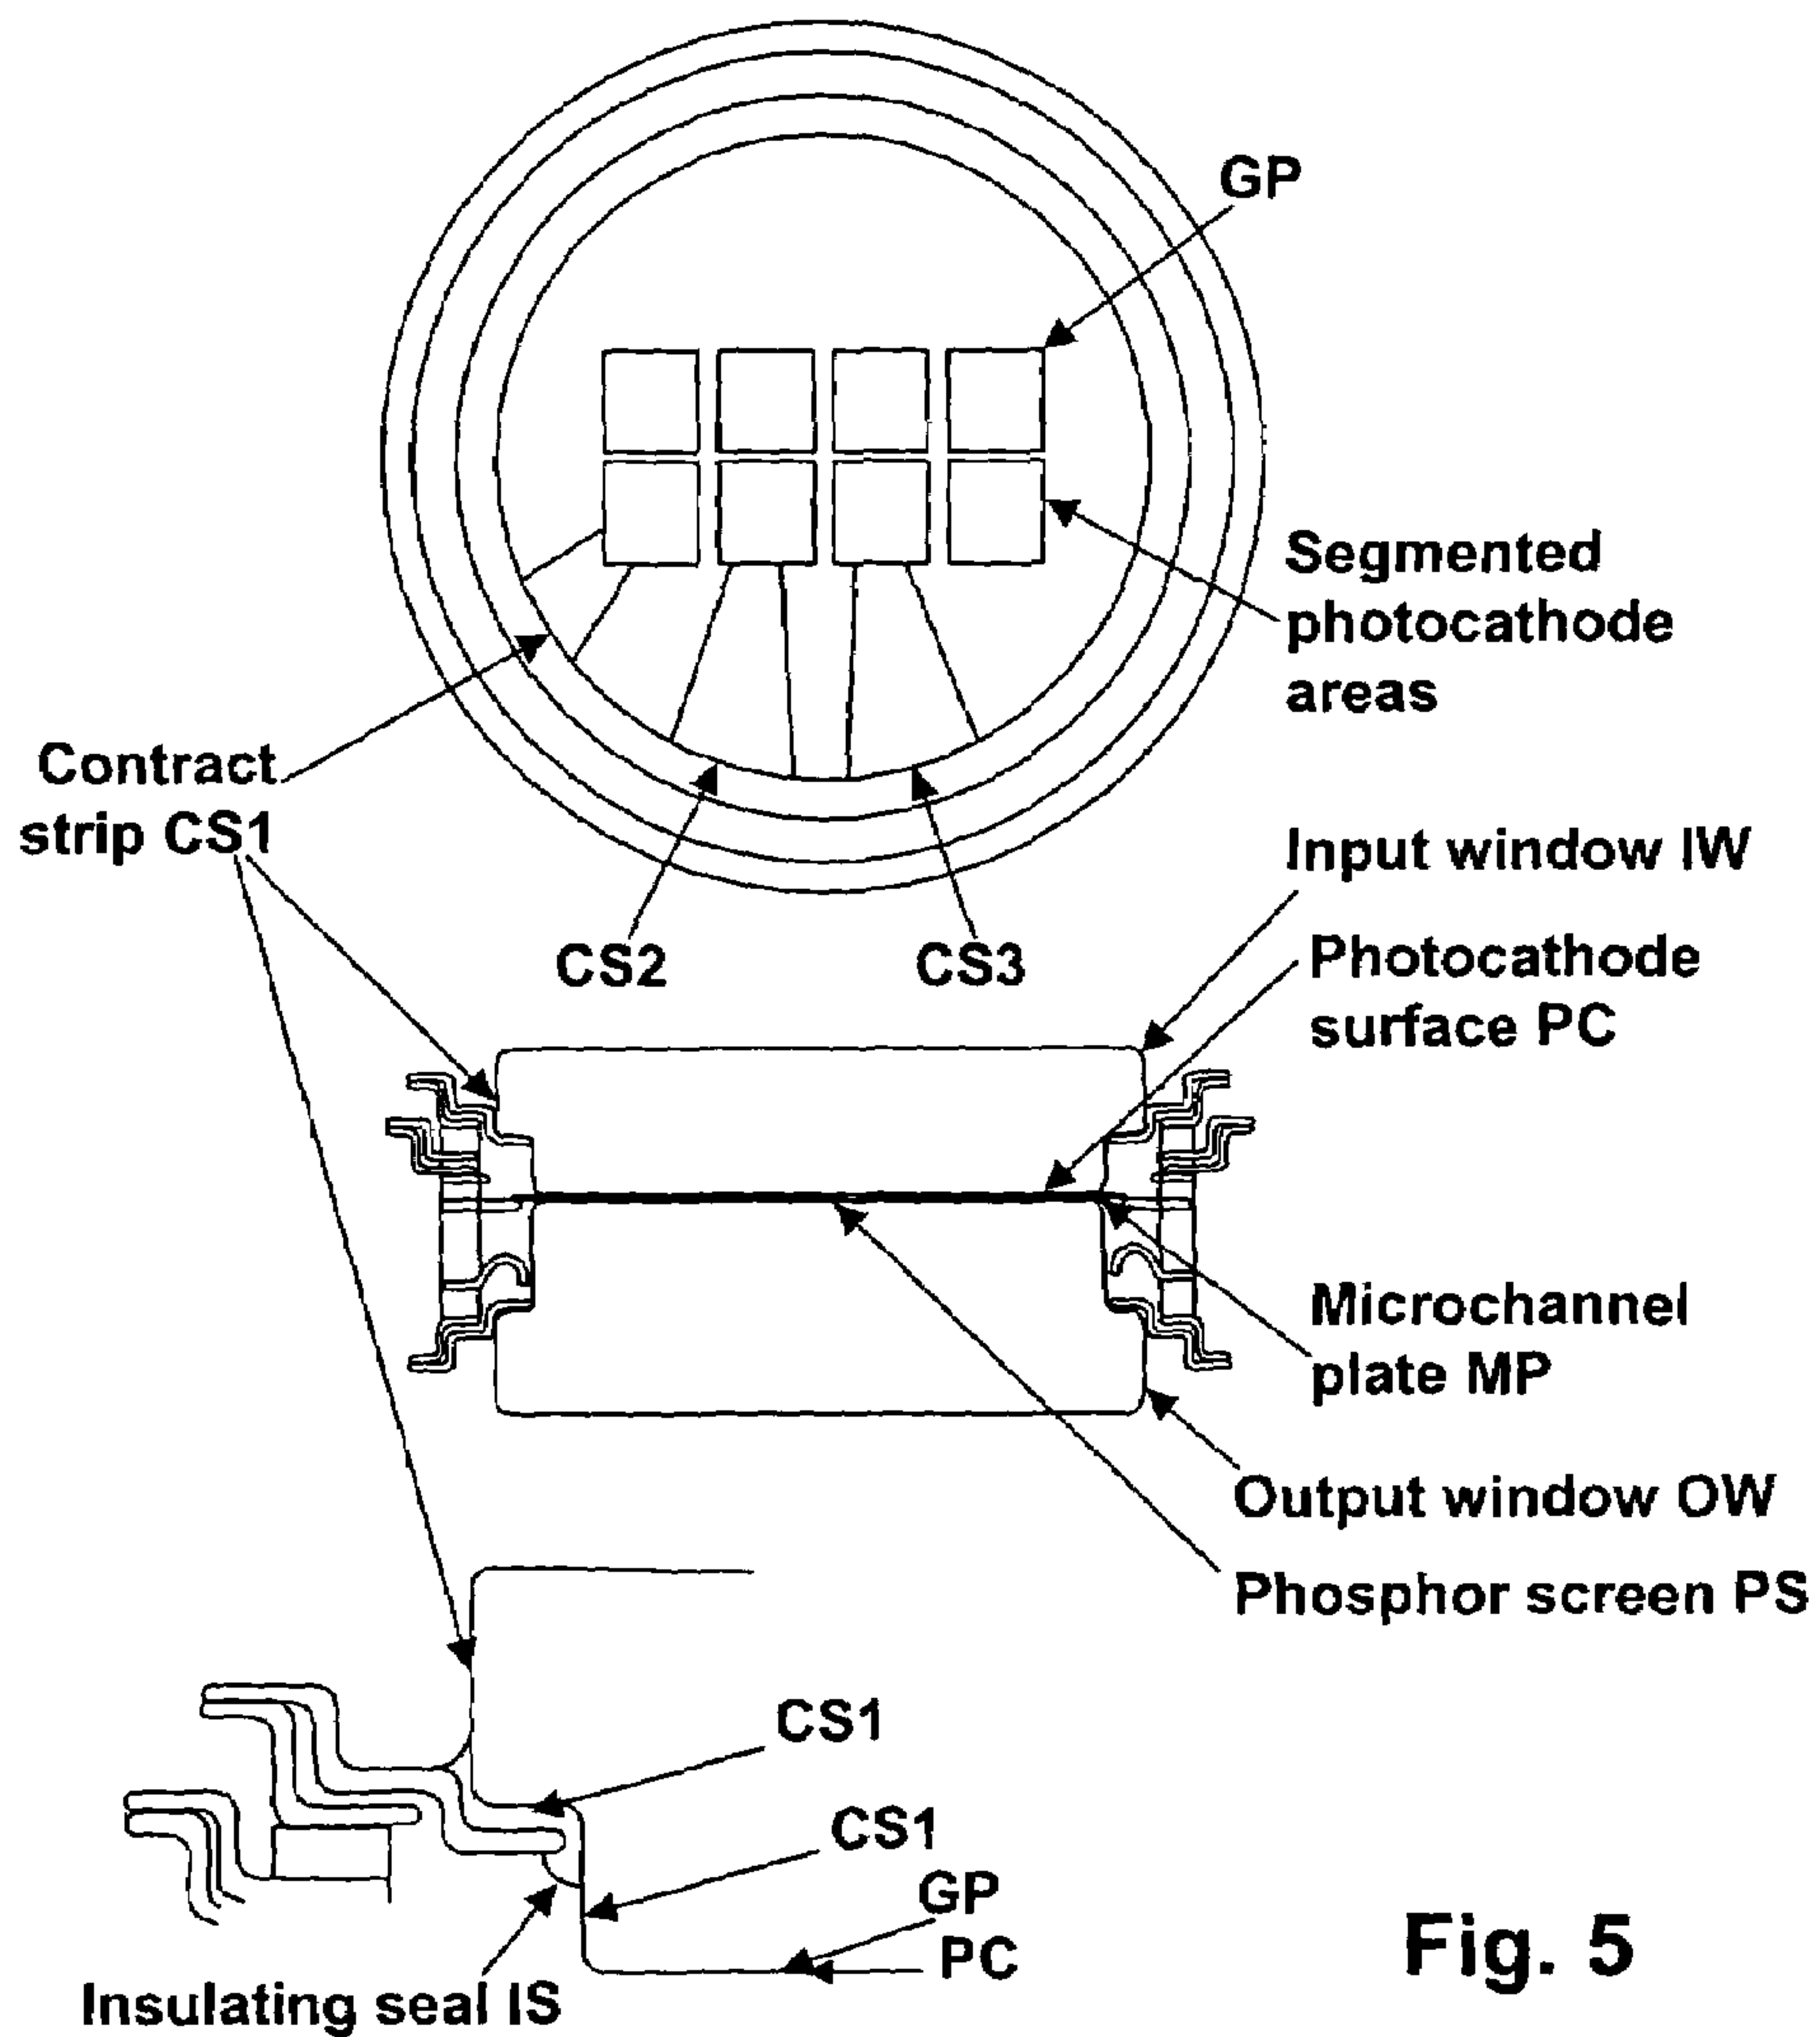 GP
Segmented
photocathode
areas
Contract
strip CS1
CS2
CS3
Input window IW
Photocathode
surface PC
Microchannel
plate MP
Output window OW
Phosphor screen PS
CS1
CS1
GP
PC
Insulating seal IS
Fig. 5